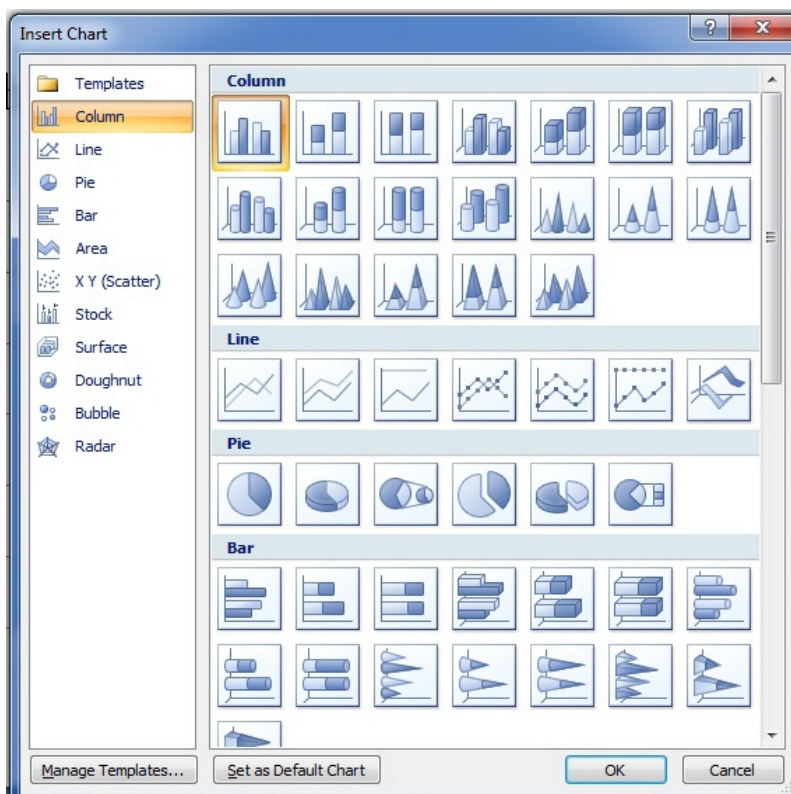 Insert Chart
Templates
Column
Line
Pie
Bar
Area
X Y (Scatter)
Stock
Surface
Doughnut
Bubble
Radar
Column
Line
Pie
Bar
Manage Templates...
Set as Default Chart
OK
Cancel